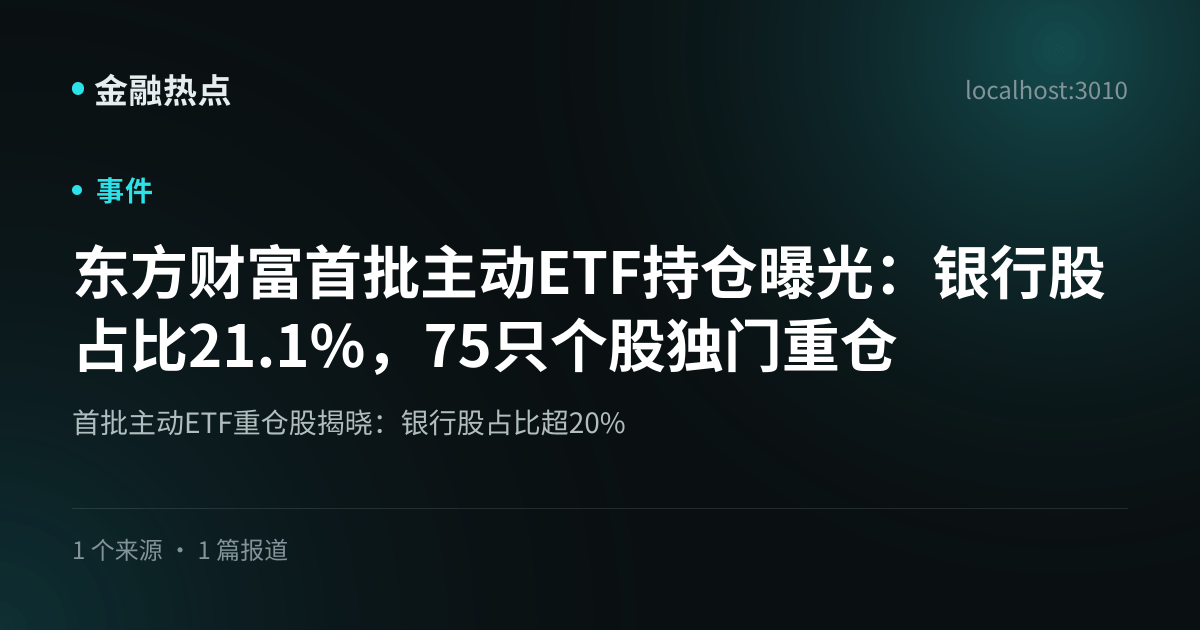 金融热点
localhost:3010
事件
东方财富首批主动ETF持仓曝光：银行股
占比21.1%，75只个股独门重仓
首批主动ETF重仓股揭晓：银行股占比超20%
1 个来源 · 1 篇报道